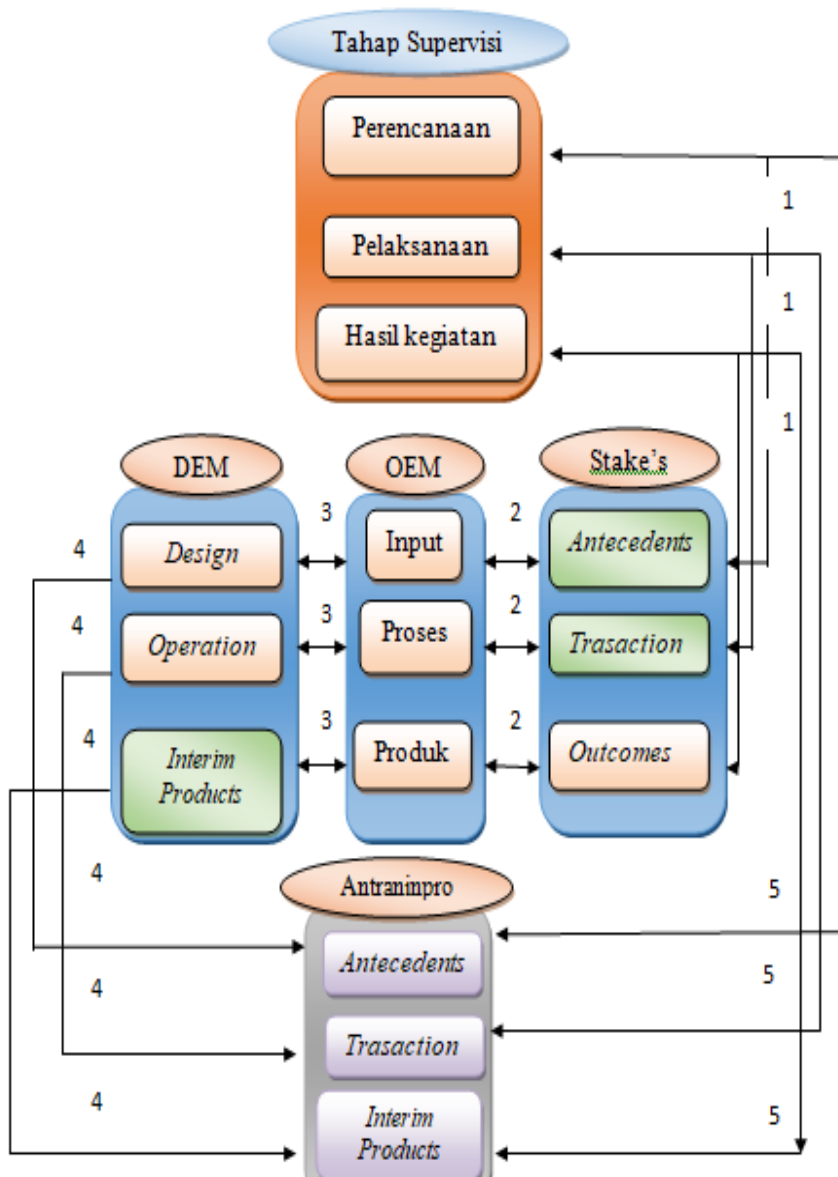 Tahap Supervisi
Perencanaan
1
Pelaksanaan
1
Hasil kegiatan
1
DEM
OEM
Stake's
4
Design
3
Input
2
Antecedents
4
Operation
3
Proses
2
Trasaction
4
Interim
Products
3
Produk
2
Outcomes
4
Antraninpro
5
Antecedents
4
5
Trasaction
4
Interim
Products
5